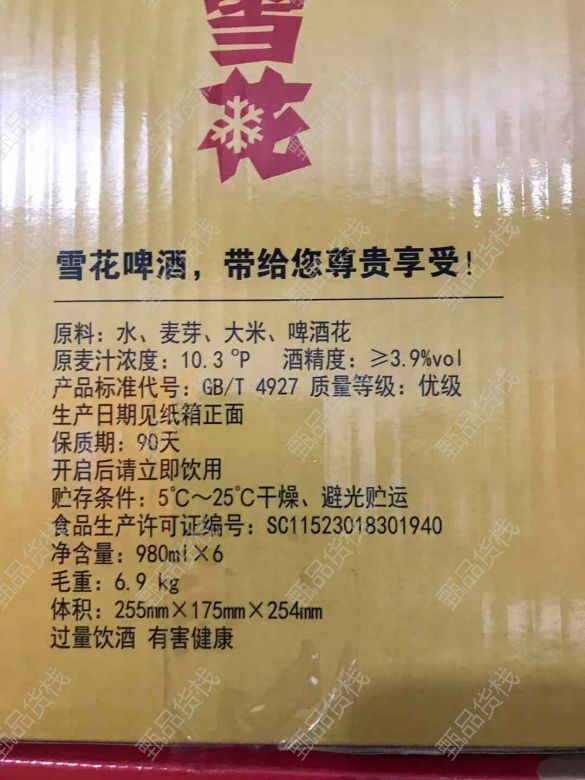 雪花
雪花啤酒，带给您尊贵享受！
原料：水、麦芽、大米、啤酒花
原麦汁浓度：10.3 ºP 酒精度：≥3.9%vol
产品标准代号：GB/T 4927 质量等级：优级
生产日期见纸箱正面
保质期：90天
开启后请立即饮用
贮存条件：5℃～25℃干燥、避光贮运
食品生产许可证编号：SC11523018301940
净含量：980ml×6
毛重：6.9 kg
体积：255mm×175mm×254mm
过量饮酒 有害健康
甄品货栈